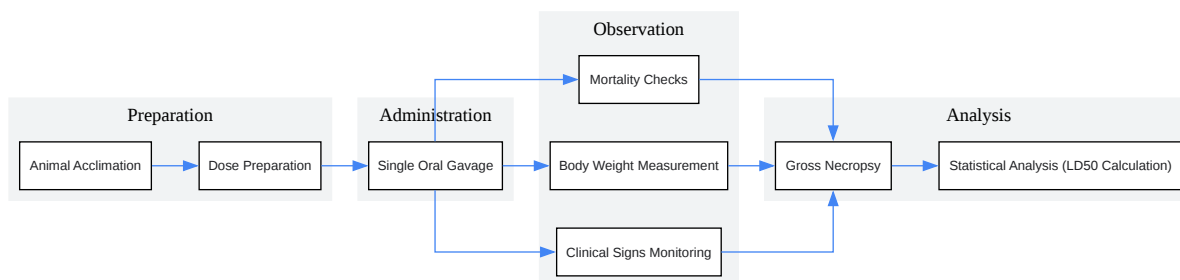 Preparation
Animal Acclimation
Dose Preparation
Administration
Single Oral Gavage
Observation
Mortality Checks
Body Weight Measurement
Clinical Signs Monitoring
Analysis
Gross Necropsy
Statistical Analysis (LD50 Calculation)